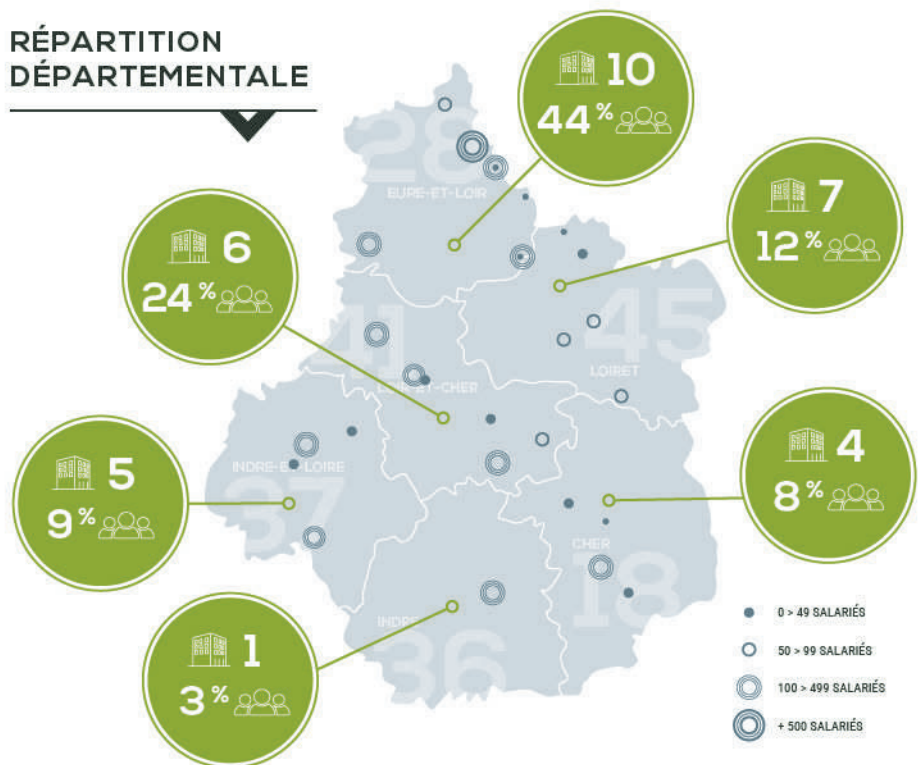 RÉPARTITION
DÉPARTEMENTALE
10
44 %
28
EURE-ET-LOIR
7
12 %
6
24 %
45
LOIRET
41
LOIR-ET-CHER
5
9 %
INDRE-ET-LOIRE
37
4
8 %
CHER
18
1
3 %
INDRE
36
0 > 49 SALARIÉS
50 > 99 SALARIÉS
100 > 499 SALARIÉS
+ 500 SALARIÉS